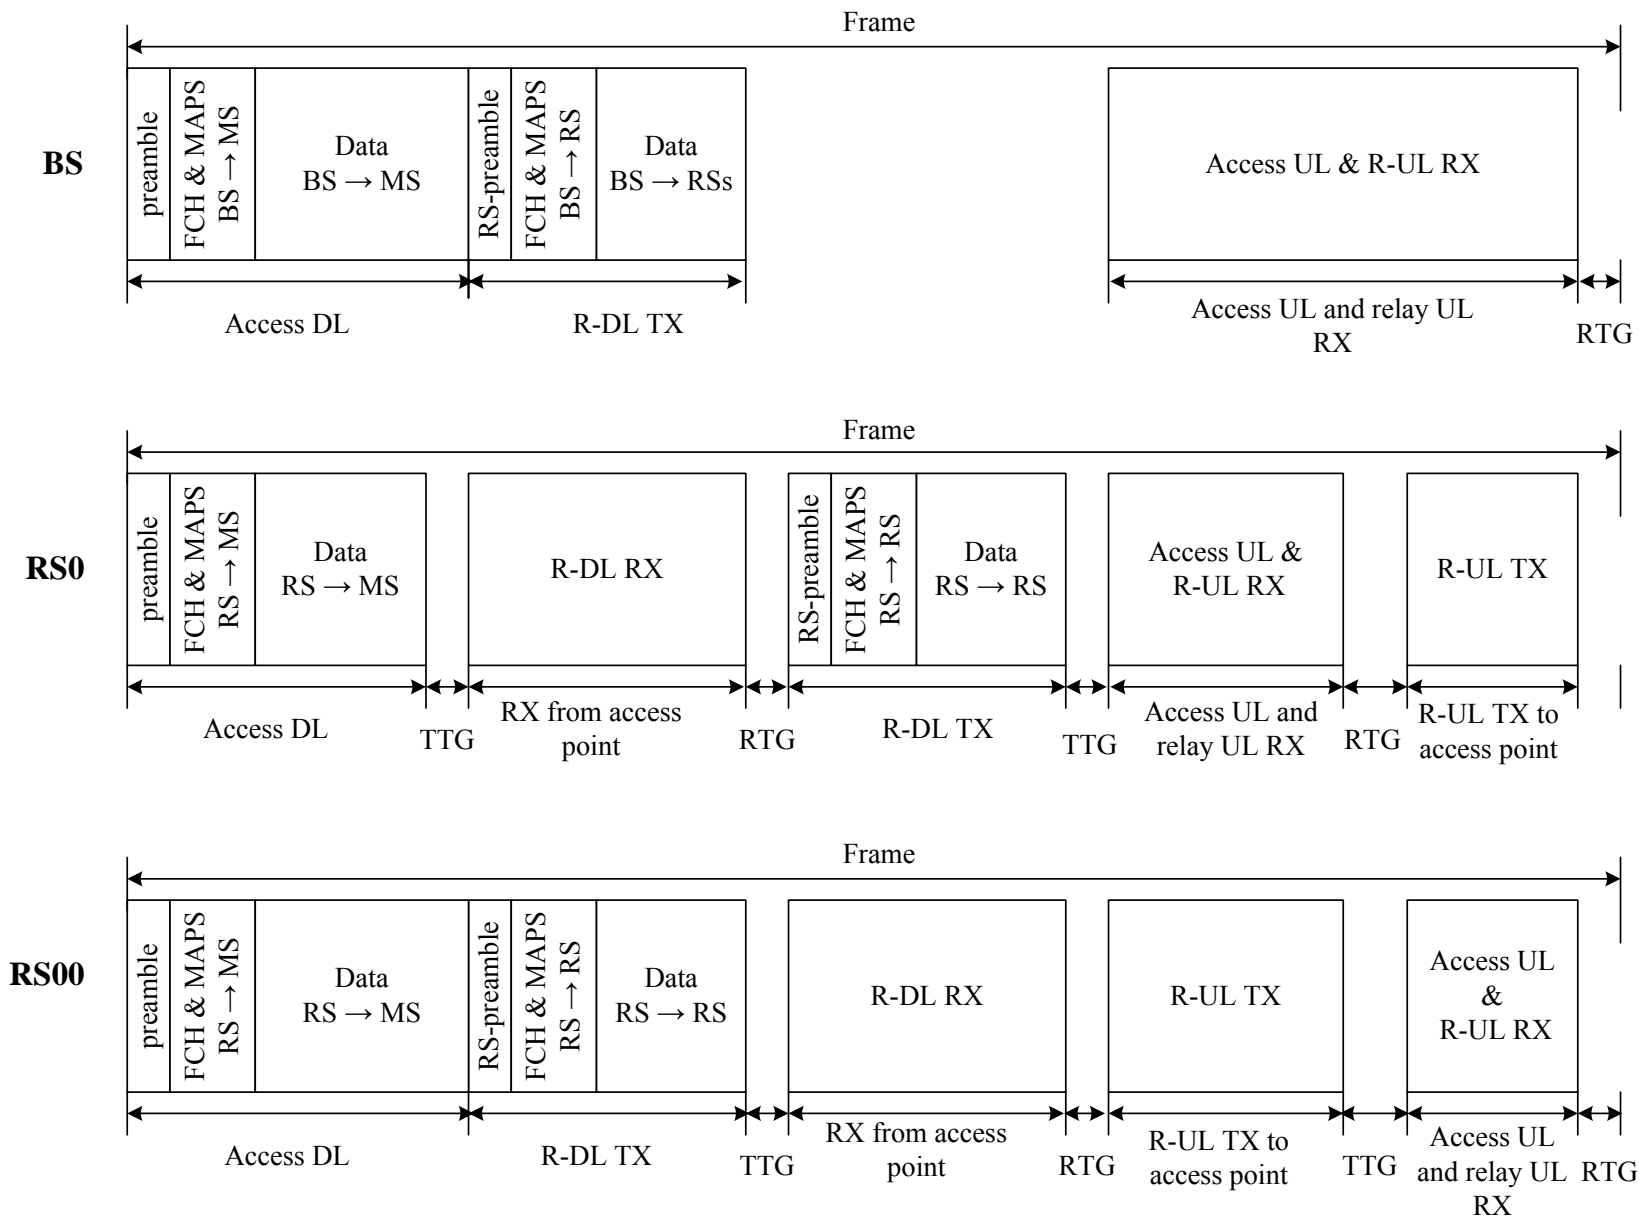 Frame
BS
preamble
FCH & MAPS
BS → MS
Data
BS → MS
RS-preamble
FCH & MAPS
BS → RS
Data
BS → RSs
Access UL & R-UL RX
Access DL
R-DL TX
Access UL and relay UL
RX
RTG
Frame
RS0
preamble
FCH & MAPS
RS → MS
Data
RS → MS
R-DL RX
RS-preamble
FCH & MAPS
RS → RS
Data
RS → RS
Access UL &
R-UL RX
R-UL TX
Access DL
TTG
RX from access
point
RTG
R-DL TX
TTG
Access UL and
relay UL RX
RTG
R-UL TX to
access point
Frame
RS00
preamble
FCH & MAPS
RS → MS
Data
RS → MS
RS-preamble
FCH & MAPS
RS → RS
Data
RS → RS
R-DL RX
R-UL TX
Access UL
&
R-UL RX
Access DL
R-DL TX
TTG
RX from access
point
RTG
R-UL TX to
access point
TTG
Access UL
and relay UL
RX
RTG